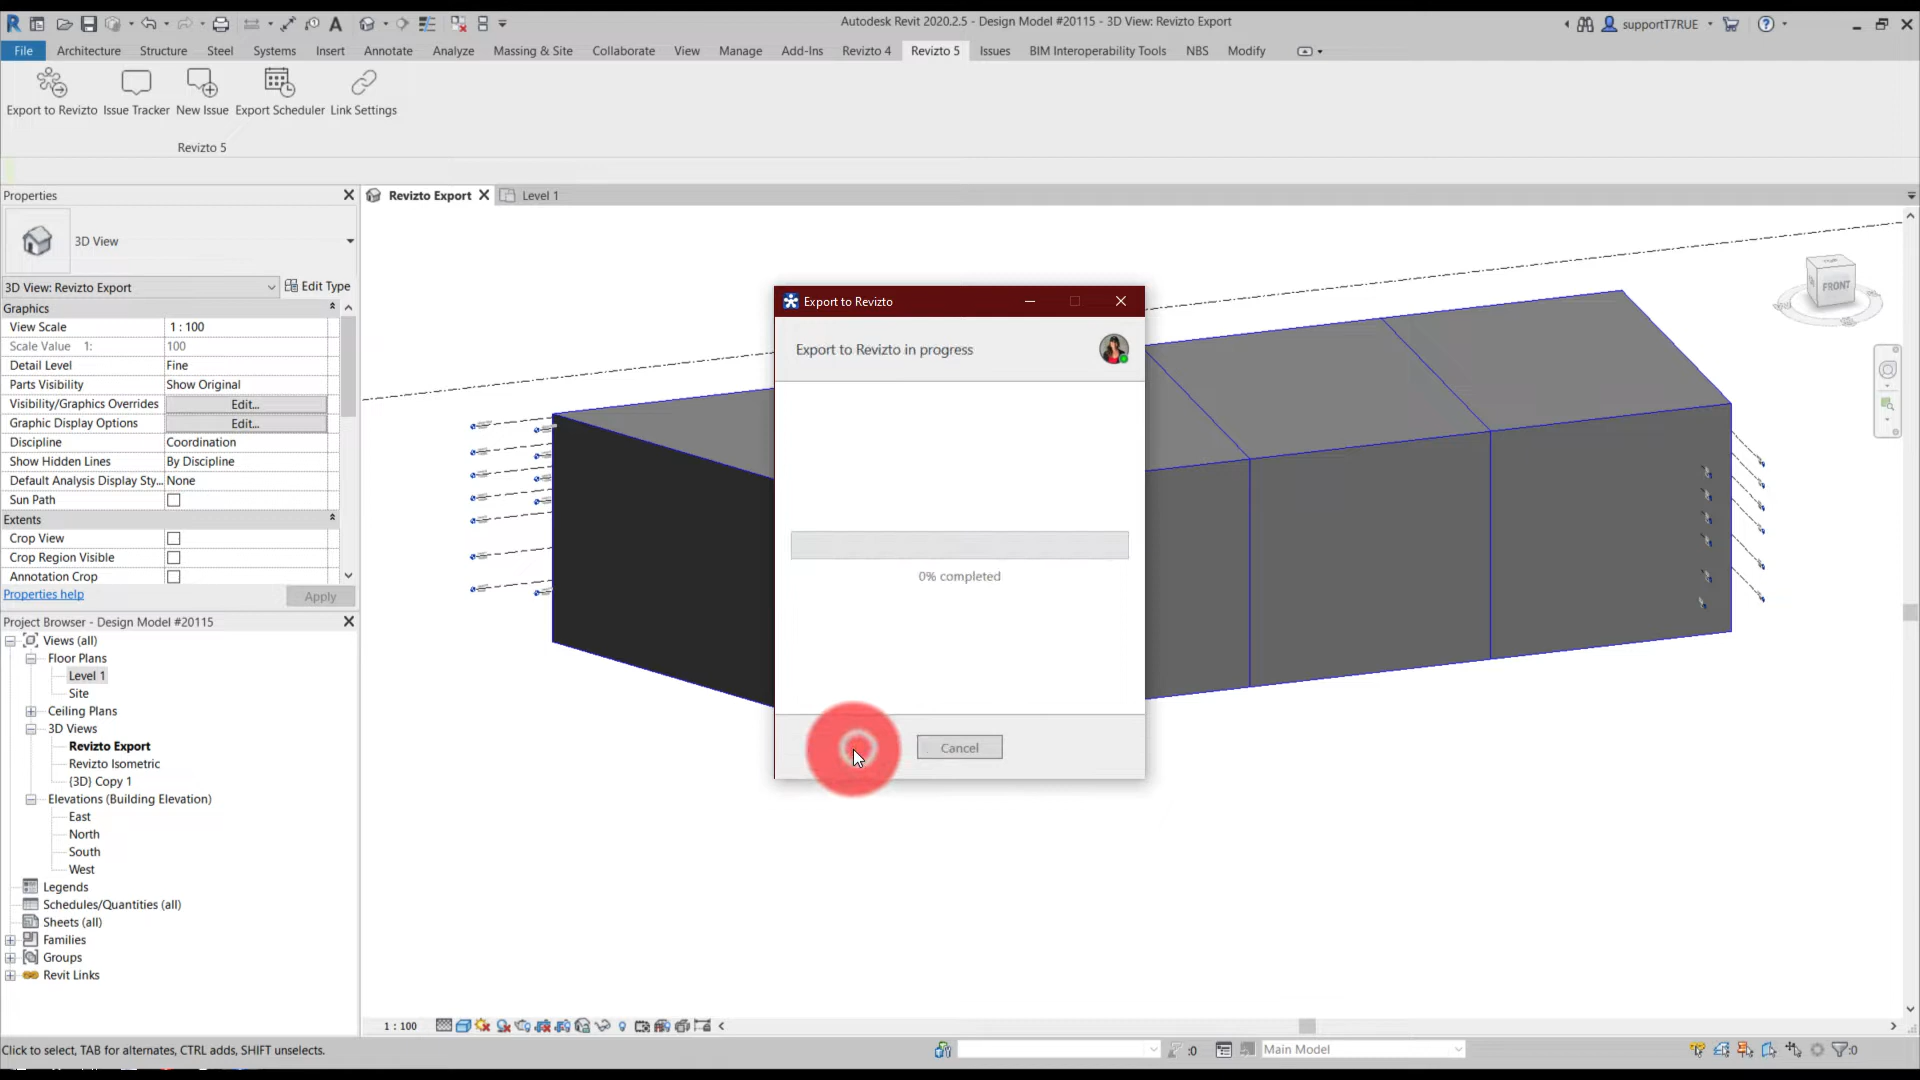 Autodesk Revit 2020.2.5 - Design Model #20115 - 3D View: Revizto Export
supportT7RUE
File Architecture Structure Steel Systems Insert Annotate Analyze Massing & Site Collaborate View Manage Add-Ins Revizto 4 Revizto 5 Issues BIM Interoperability Tools NBS Modify
Export to Revizto Issue Tracker New Issue Export Scheduler Link Settings
Revizto 5
Properties
Revizto Export Level 1
3D View
3D View: Revizto Export Edit Type
Graphics
View Scale 1 : 100
Scale Value 1: 100
Detail Level Fine
Parts Visibility Show Original
Visibility/Graphics Overrides Edit...
Graphic Display Options Edit...
Discipline Coordination
Show Hidden Lines By Discipline
Default Analysis Display Sty... None
Sun Path
Extents
Crop View
Crop Region Visible
Annotation Crop
Properties help Apply
Project Browser - Design Model #20115
Views (all)
Floor Plans
Level 1
Site
Ceiling Plans
3D Views
Revizto Export
Revizto Isometric
{3D} Copy 1
Elevations (Building Elevation)
East
North
South
West
Legends
Schedules/Quantities (all)
Sheets (all)
Families
Groups
Revit Links
Export to Revizto
Export to Revizto in progress
0% completed
Cancel
FRONT
1 : 100
Click to select, TAB for alternates, CTRL adds, SHIFT unselects.
:0
Main Model
:0